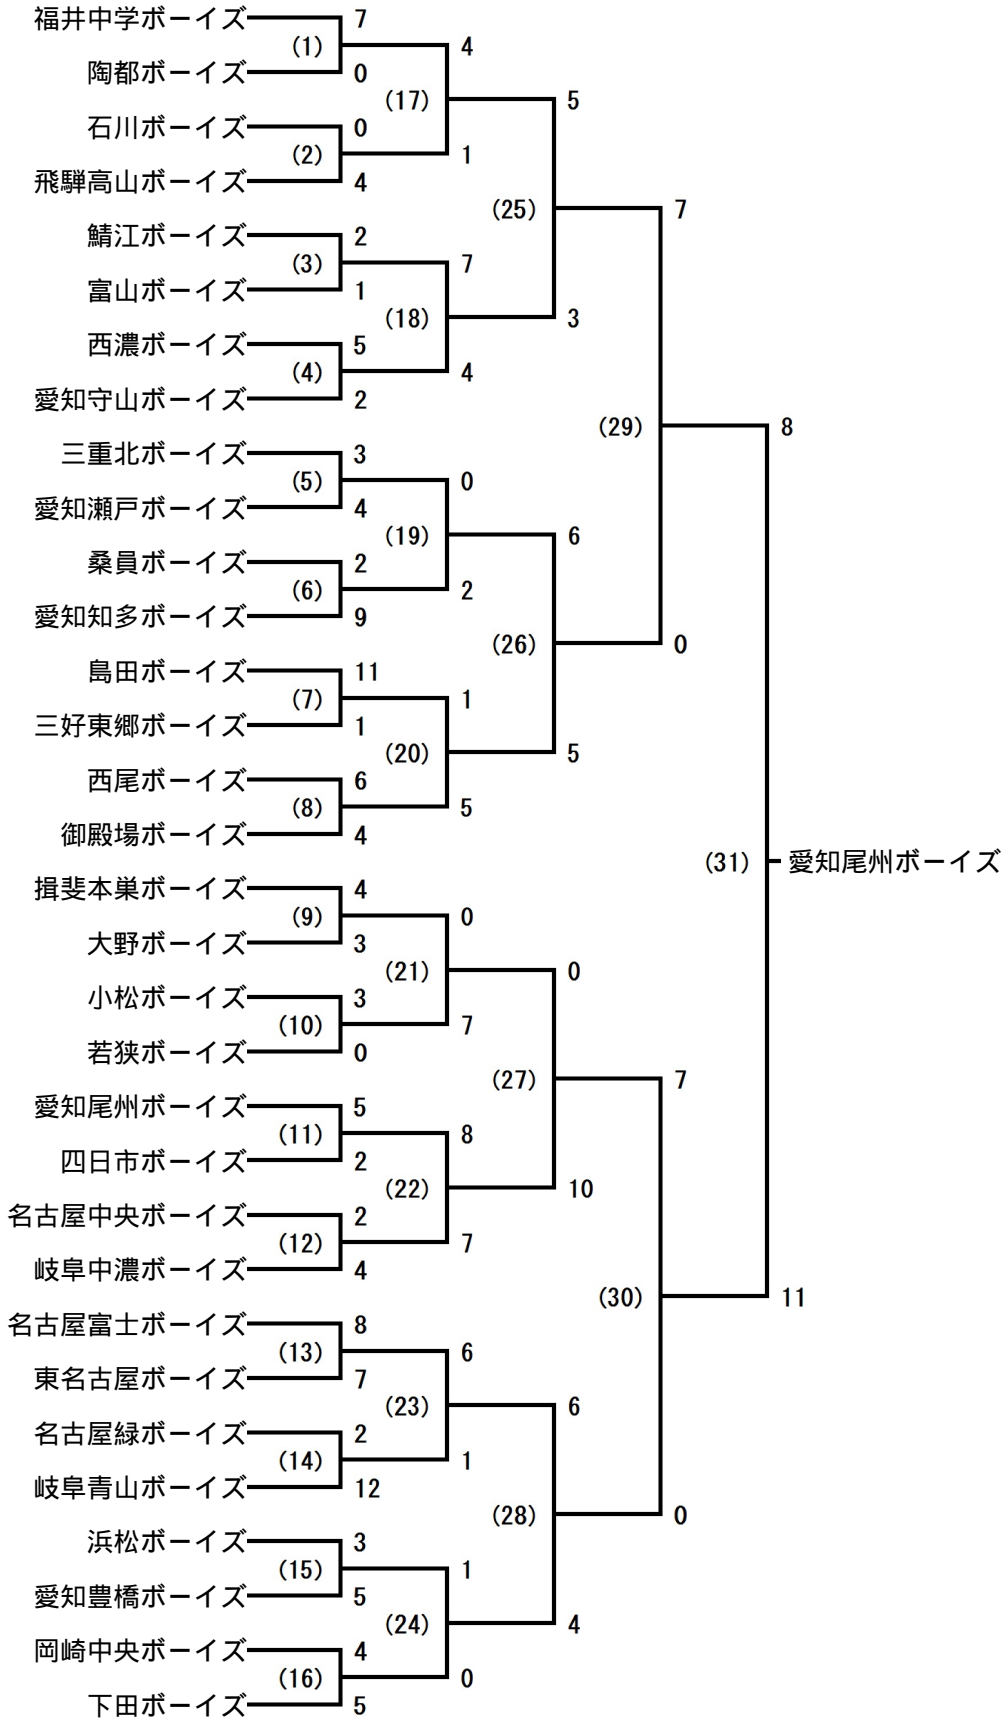 福井中学ボーイズ 7
(1) 4
陶都ボーイズ 0
(17) 5
石川ボーイズ 0
(2) 1
飛騨高山ボーイズ 4
(25) 7
鯖江ボーイズ 2
(3) 7
富山ボーイズ 1
(18) 3
西濃ボーイズ 5
(4) 4
愛知守山ボーイズ 2
(29) 8
三重北ボーイズ 3
(5) 0
愛知瀬戸ボーイズ 4
(19) 6
桑員ボーイズ 2
(6) 2
愛知知多ボーイズ 9
(26) 0
島田ボーイズ 11
(7) 1
三好東郷ボーイズ 1
(20) 5
西尾ボーイズ 6
(8) 5
御殿場ボーイズ 4
(31) 愛知尾州ボーイズ
揖斐本巣ボーイズ 4
(9) 0
大野ボーイズ 3
(21) 0
小松ボーイズ 3
(10) 7
若狭ボーイズ 0
(27) 7
愛知尾州ボーイズ 5
(11) 8
四日市ボーイズ 2
(22) 10
名古屋中央ボーイズ 2
(12) 7
岐阜中濃ボーイズ 4
(30) 11
名古屋富士ボーイズ 8
(13) 6
東名古屋ボーイズ 7
(23) 6
名古屋緑ボーイズ 2
(14) 1
岐阜青山ボーイズ 12
(28) 0
浜松ボーイズ 3
(15) 1
愛知豊橋ボーイズ 5
(24) 4
岡崎中央ボーイズ 4
(16) 0
下田ボーイズ 5